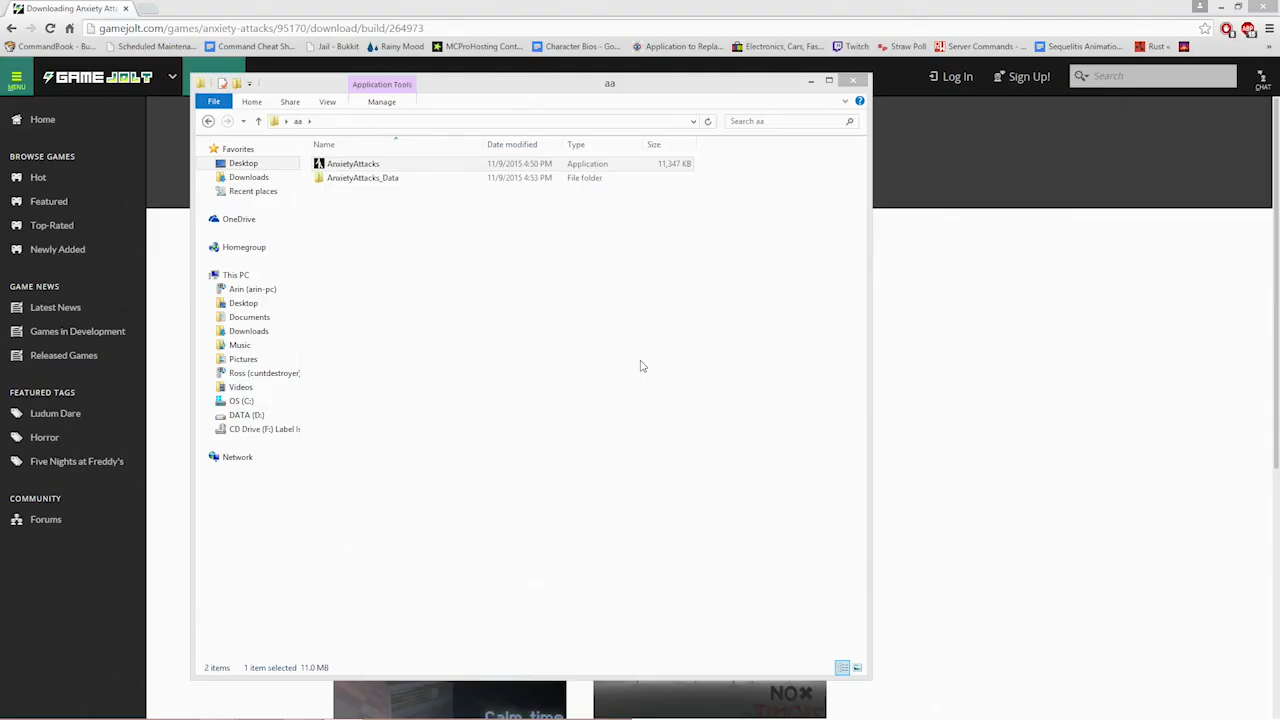 Downloading Anxiety Atta
gamejolt.com/games/anxiety-attacks/95170/download/build/264973
CommandBook - Bu... Scheduled Maintena... Command Cheat Sh... Jail - Bukkit Rainy Mood MCProHosting Cont... Character Bios - Go... Application to Repla... Electronics, Cars, Fas... Twitch Straw Poll Server Commands - ... Sequelitis Animatio... Rust «
MENU
GAME JOLT
Log In
Sign Up!
Search
CHAT
Home
BROWSE GAMES
Hot
Featured
Top-Rated
Newly Added
GAME NEWS
Latest News
Games in Development
Released Games
FEATURED TAGS
Ludum Dare
Horror
Five Nights at Freddy's
COMMUNITY
Forums
Application Tools
aa
File Home Share View Manage
aa
Search aa
Name Date modified Type Size
AnxietyAttacks 11/9/2015 4:50 PM Application 11,347 KB
AnxietyAttacks_Data 11/9/2015 4:53 PM File folder
Favorites
Desktop
Downloads
Recent places
OneDrive
Homegroup
This PC
Arin (arin-pc)
Desktop
Documents
Downloads
Music
Pictures
Ross (cuntdestroyer)
Videos
OS (C:)
DATA (D:)
CD Drive (F:) Label Is
Network
2 items 1 item selected 11.0 MB
Calm time
NOX